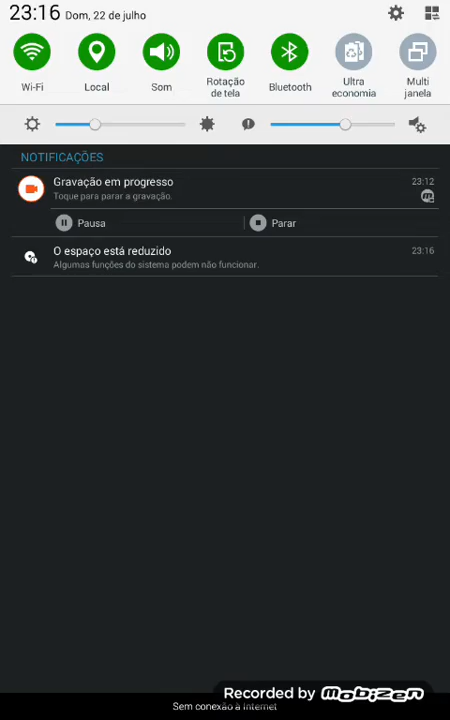 23:16 Dom, 22 de julho
Wi-Fi
Local
Som
Rotação
de tela
Bluetooth
Ultra
economia
Multi
janela
NOTIFICAÇÕES
Gravação em progresso 23:12
Toque para parar a gravação.
Pausa
Parar
O espaço está reduzido 23:16
Algumas funções do sistema podem não funcionar.
Recorded by mobizen
Sem conexão à Internet